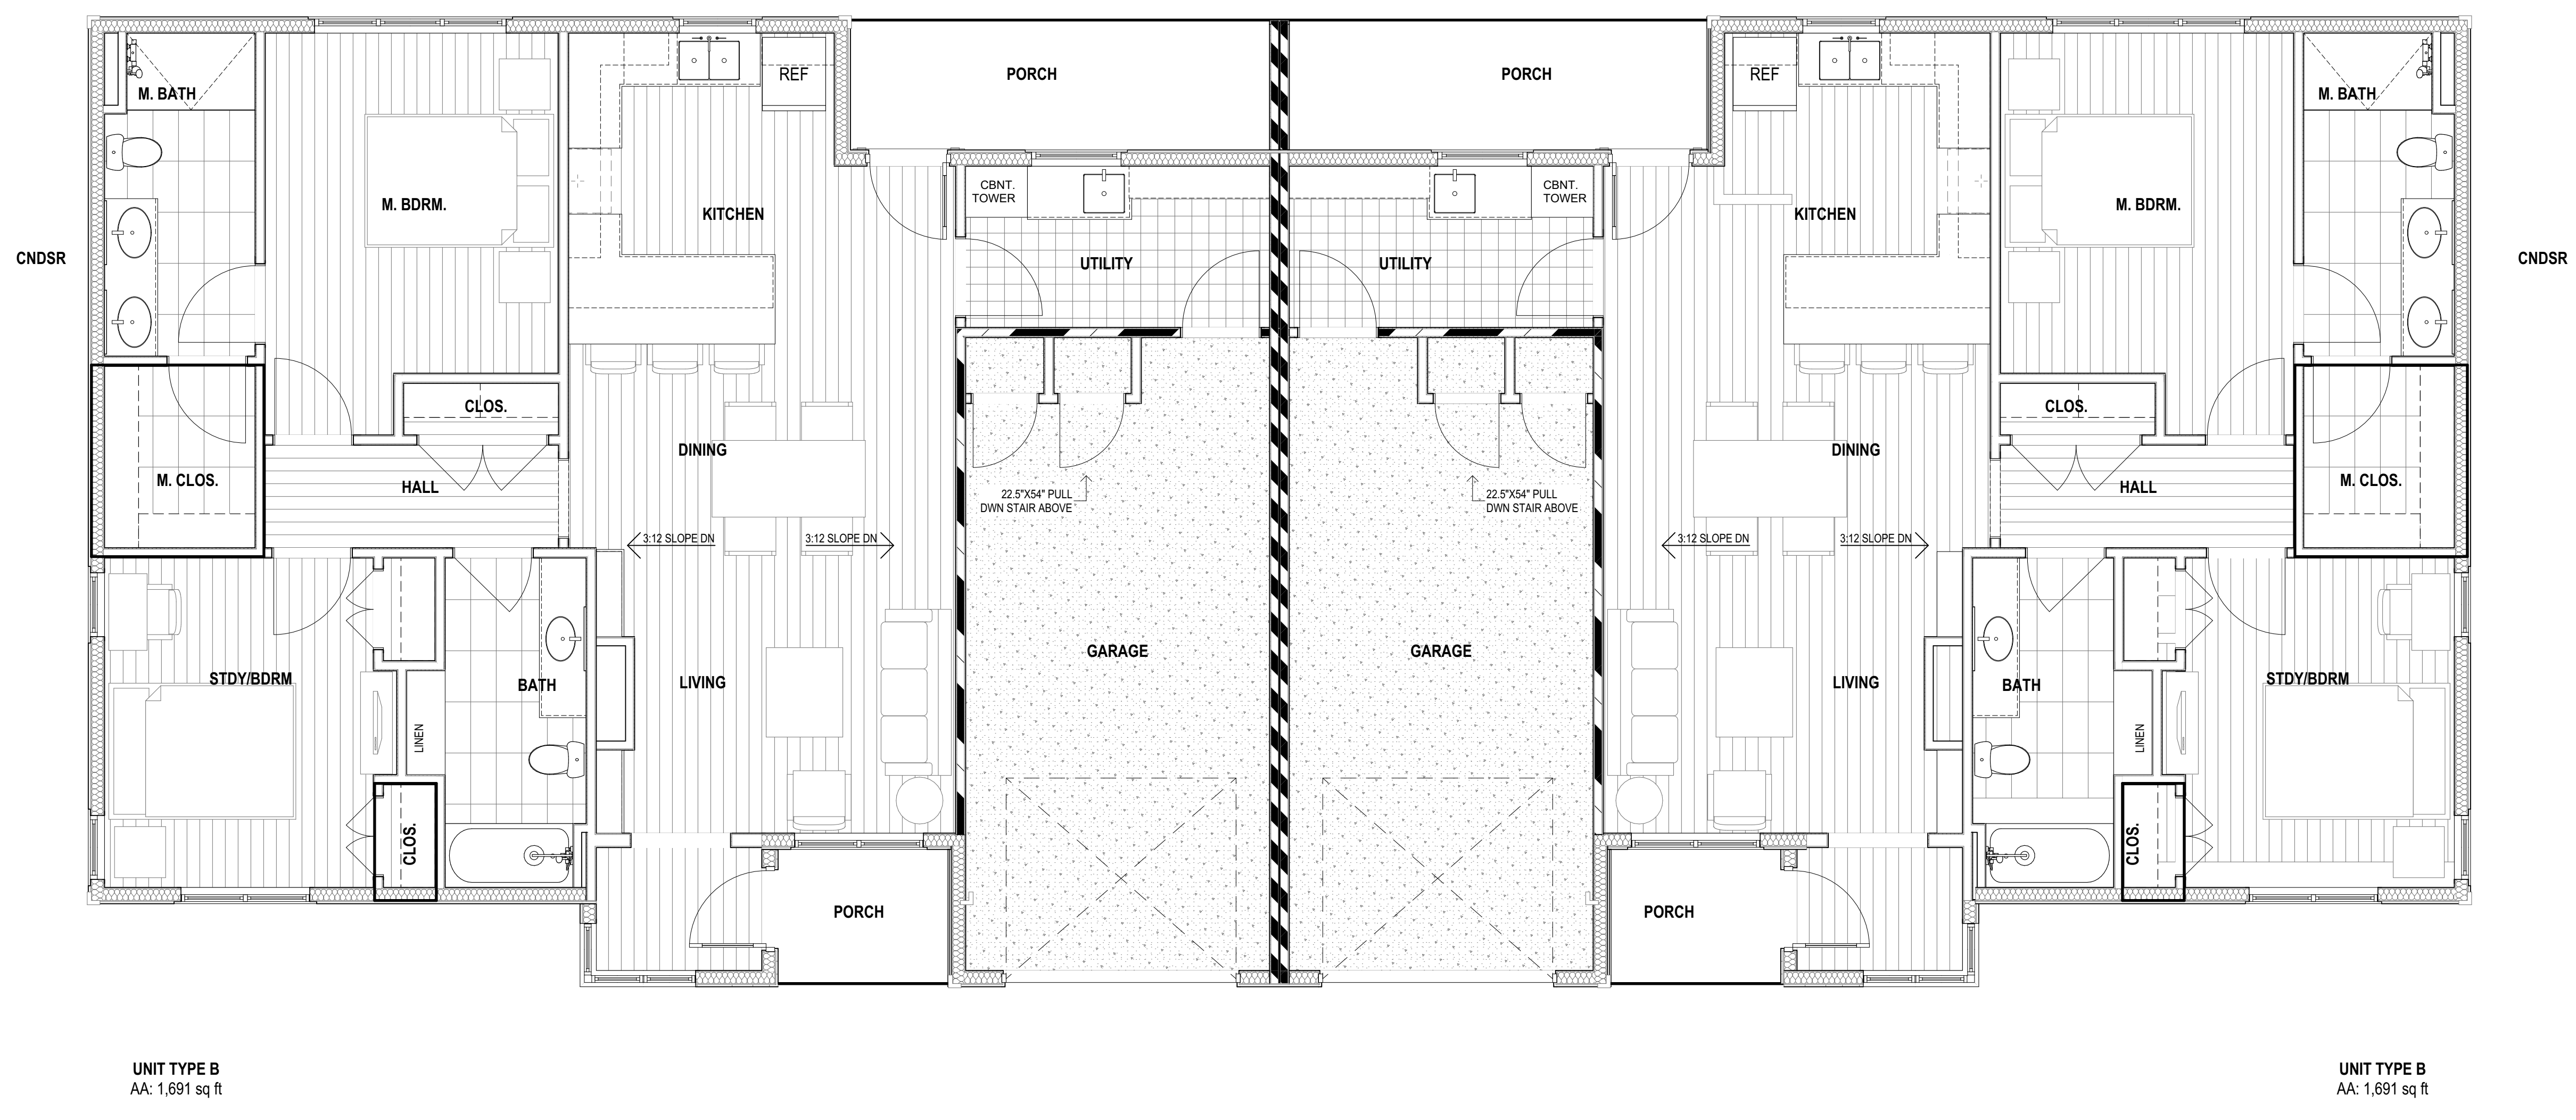 PORCH
PORCH
REF
REF
M. BATH
M. BATH
CBNT.
TOWER
CBNT.
TOWER
M. BDRM.
M. BDRM.
KITCHEN
KITCHEN
CNDSR
CNDSR
UTILITY
UTILITY
CLOS.
CLOS.
DINING
DINING
M. CLOS.
M. CLOS.
HALL
HALL
22.5"X54" PULL
DWN STAIR ABOVE
22.5"X54" PULL
DWN STAIR ABOVE
3:12 SLOPE DN
3:12 SLOPE DN
3:12 SLOPE DN
3:12 SLOPE DN
GARAGE
GARAGE
STDY/BDRM
STDY/BDRM
BATH
BATH
LIVING
LIVING
LINEN
LINEN
CLOS.
CLOS.
PORCH
PORCH
UNIT TYPE B
AA: 1,691 sq ft
UNIT TYPE B
AA: 1,691 sq ft